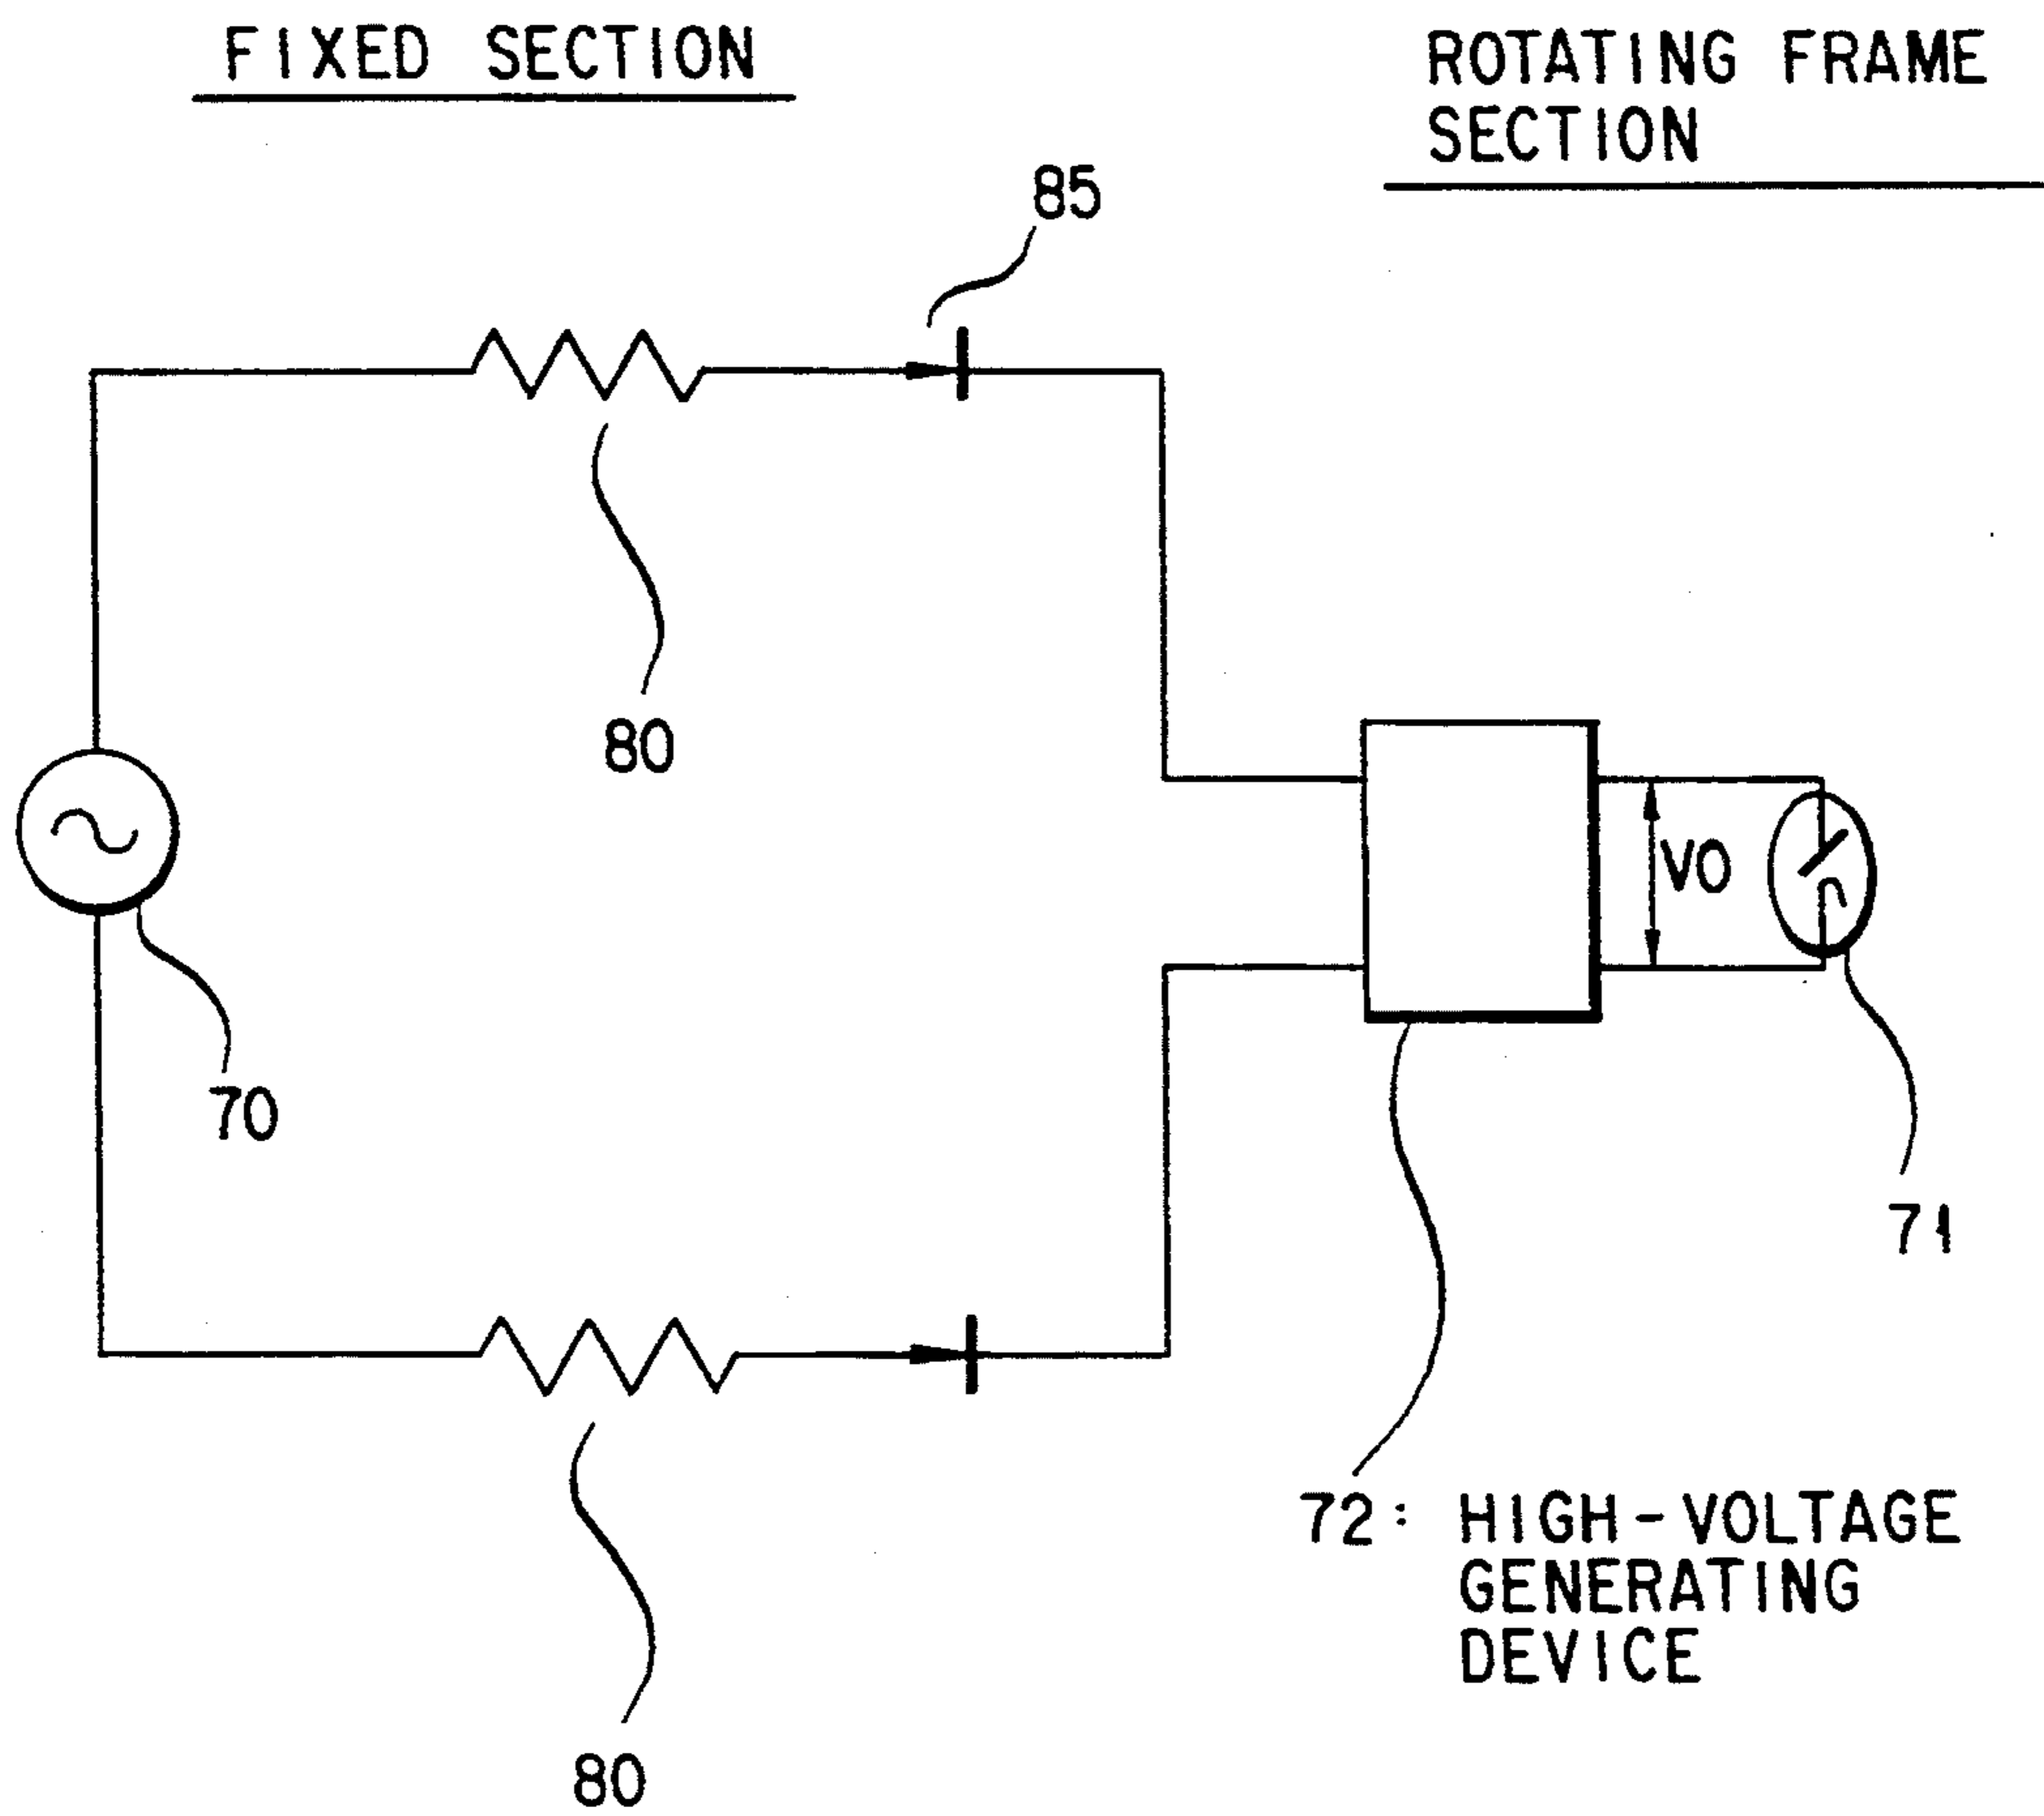 FIXED SECTION
ROTATING FRAME
SECTION
85
80
VO
70
71
72: HIGH-VOLTAGE
GENERATING
DEVICE
80